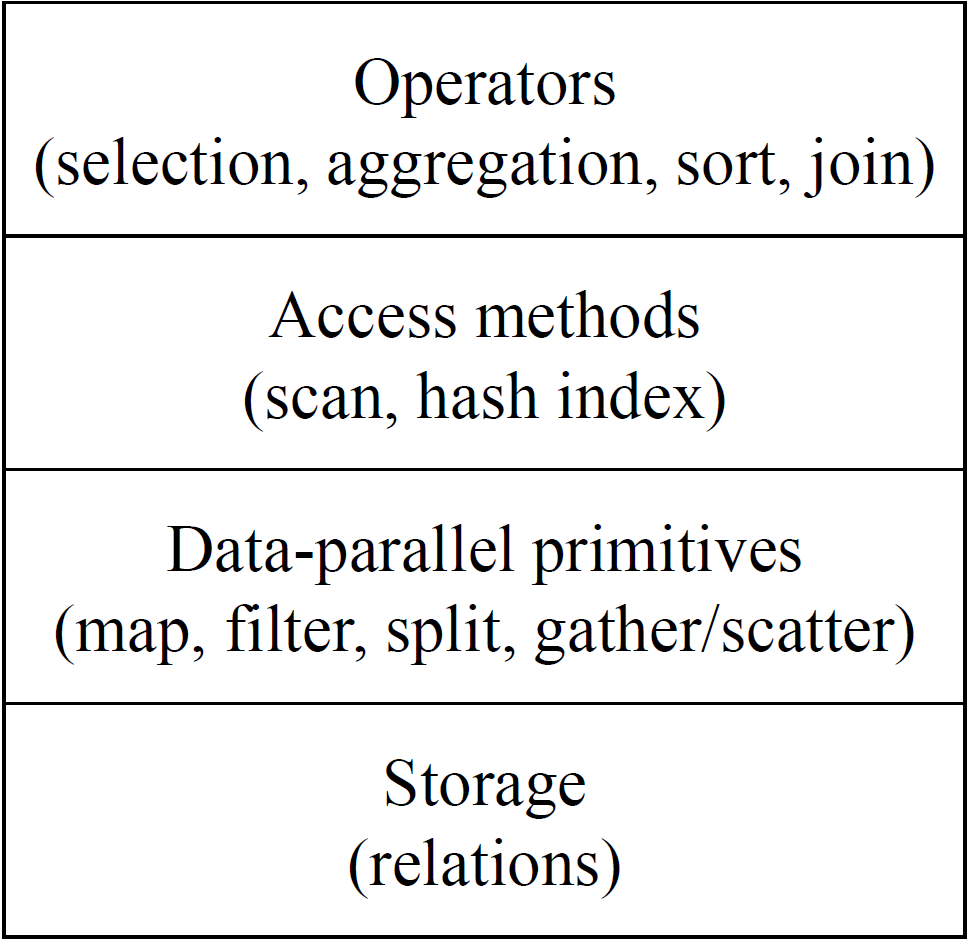 Operators
(selection, aggregation, sort, join)
Access methods
(scan, hash index)
Data-parallel primitives
(map, filter, split, gather/scatter)
Storage
(relations)